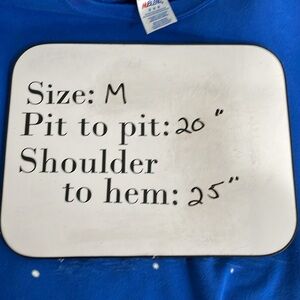 Size: M
Pit to pit: 20"
Shoulder
to hem: 25"